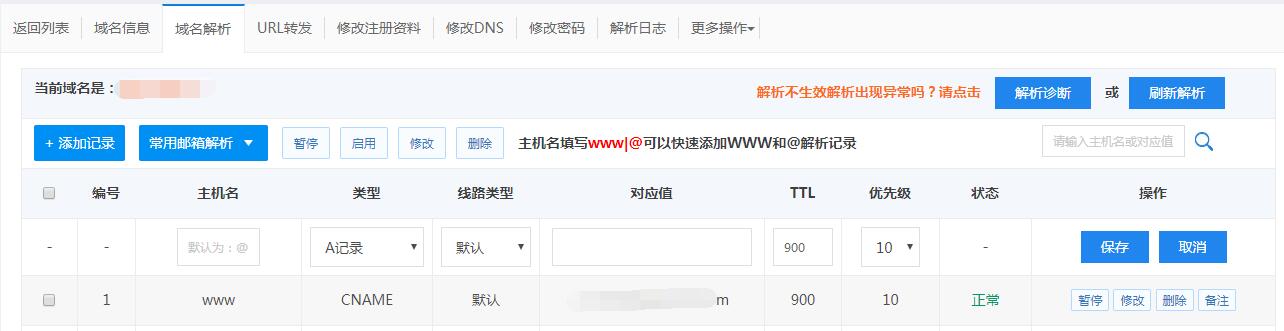 返回列表 域名信息 域名解析 URL转发 修改注册资料 修改DNS 修改密码 解析日志 更多操作
当前域名是： 解析不生效解析出现异常吗？请点击 解析诊断 或 刷新解析
+ 添加记录 常用邮箱解析 暂停 启用 修改 删除 主机名填写www|@可以快速添加WWW和@解析记录 请输入主机名或对应值
编号 主机名 类型 线路类型 对应值 TTL 优先级 状态 操作
- - 默认为：@ A记录 默认 900 10 - 保存 取消
1 www CNAME 默认 m 900 10 正常 暂停 修改 删除 备注